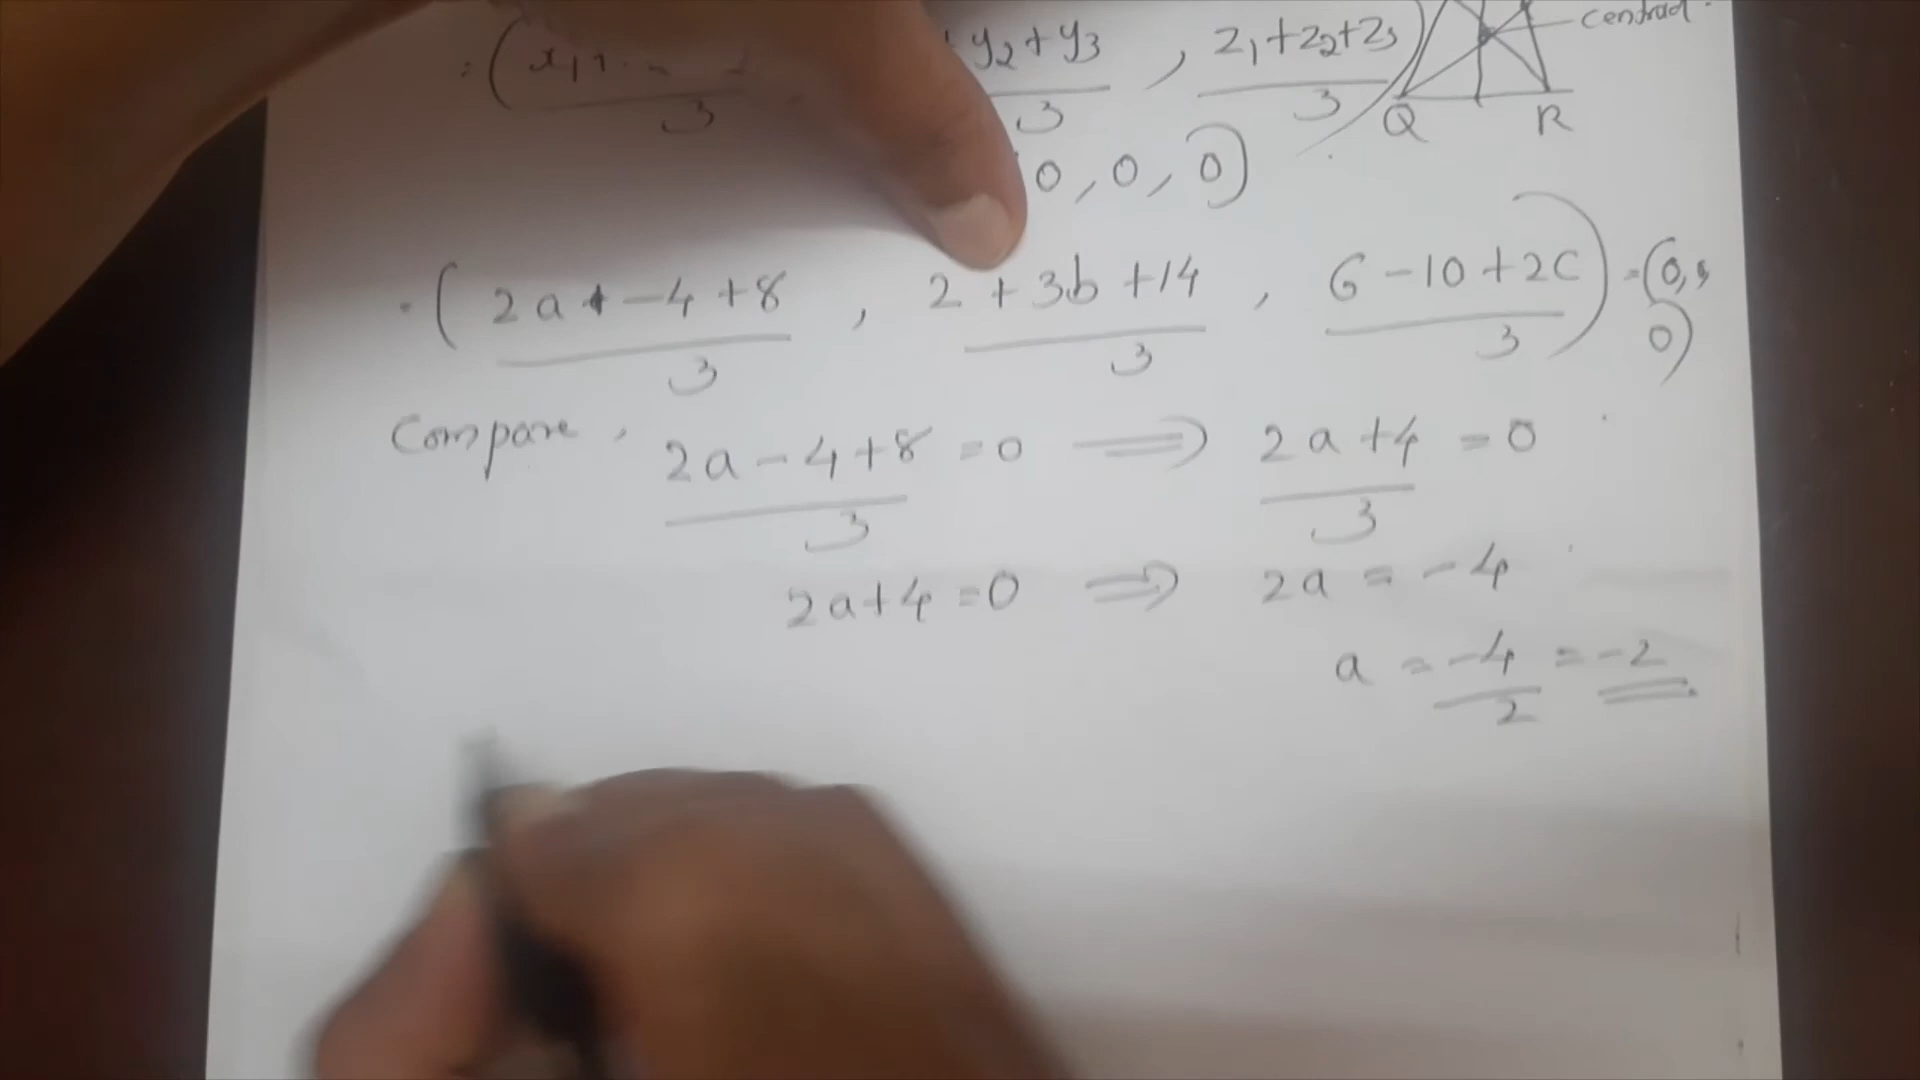 = (x₁+ y₂+y₃/3 , z₁+z₂+z₃/3)
Centroid
Q R
0, 0, 0)
(2a + -4+8/3 , 2+3b+14/3 , 6-10+2c/3) = (0, 0)
Compare, 2a-4+8/3 =0 ⟹ 2a+4/3 =0
2a+4=0 ⟹ 2a = -4
a = -4/2 = -2